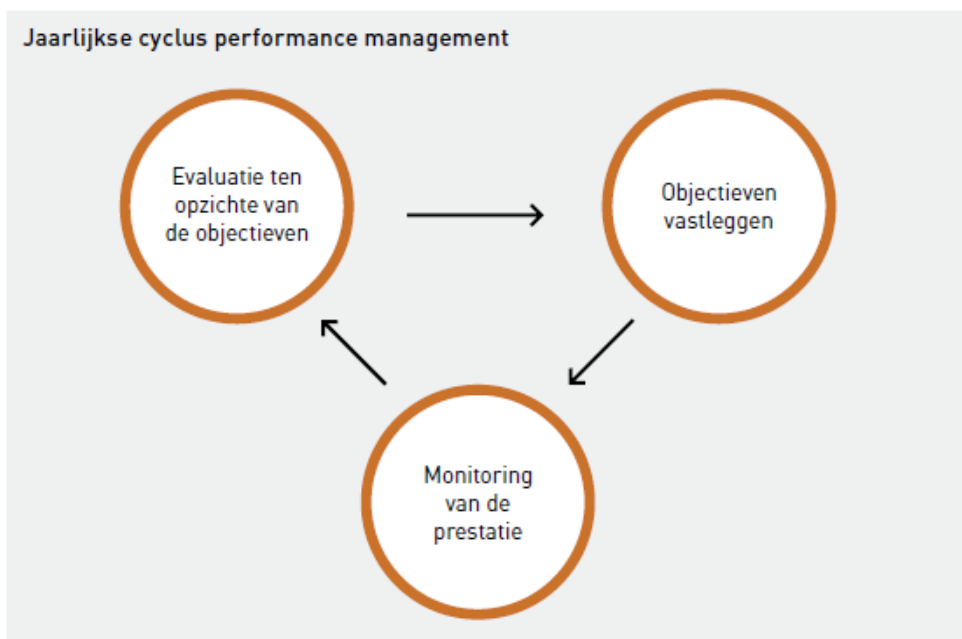 Jaarlijkse cyclus performance management
Evaluatie ten
opzichte van
de objectieven
Objectieven
vastleggen
Monitoring
van de
prestatie